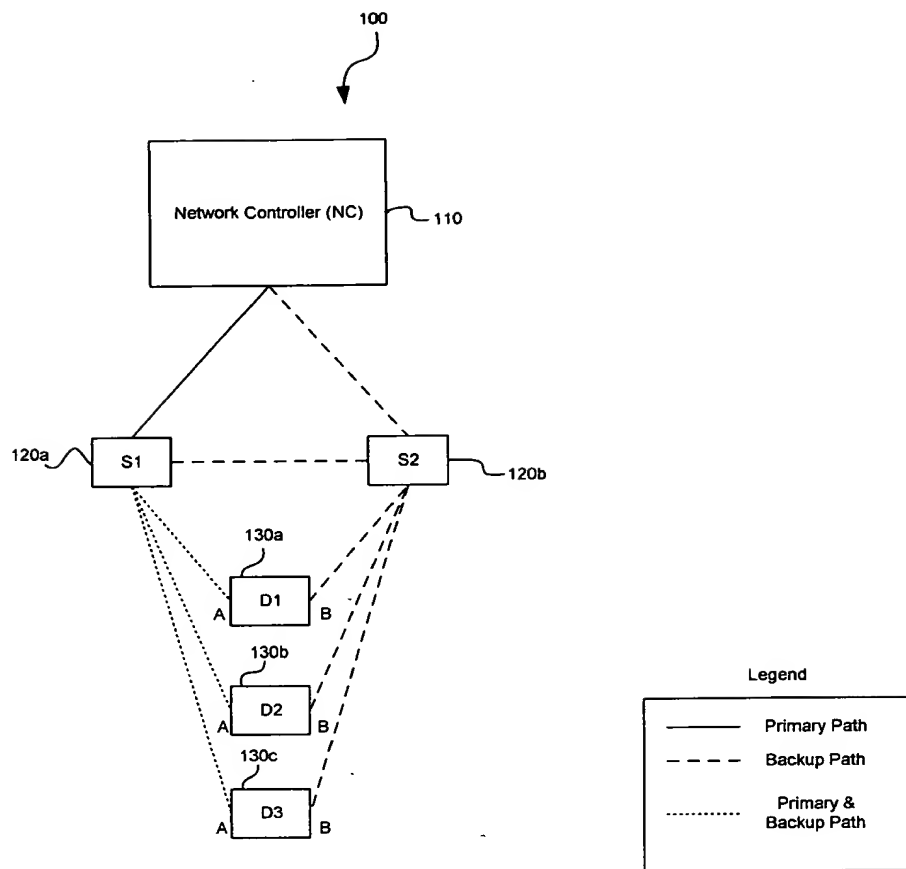 100
Network Controller (NC)
110
120a
S1
S2
120b
130a
A
D1
B
130b
A
D2
B
130c
A
D3
B
Legend
Primary Path
Backup Path
Primary &
Backup Path